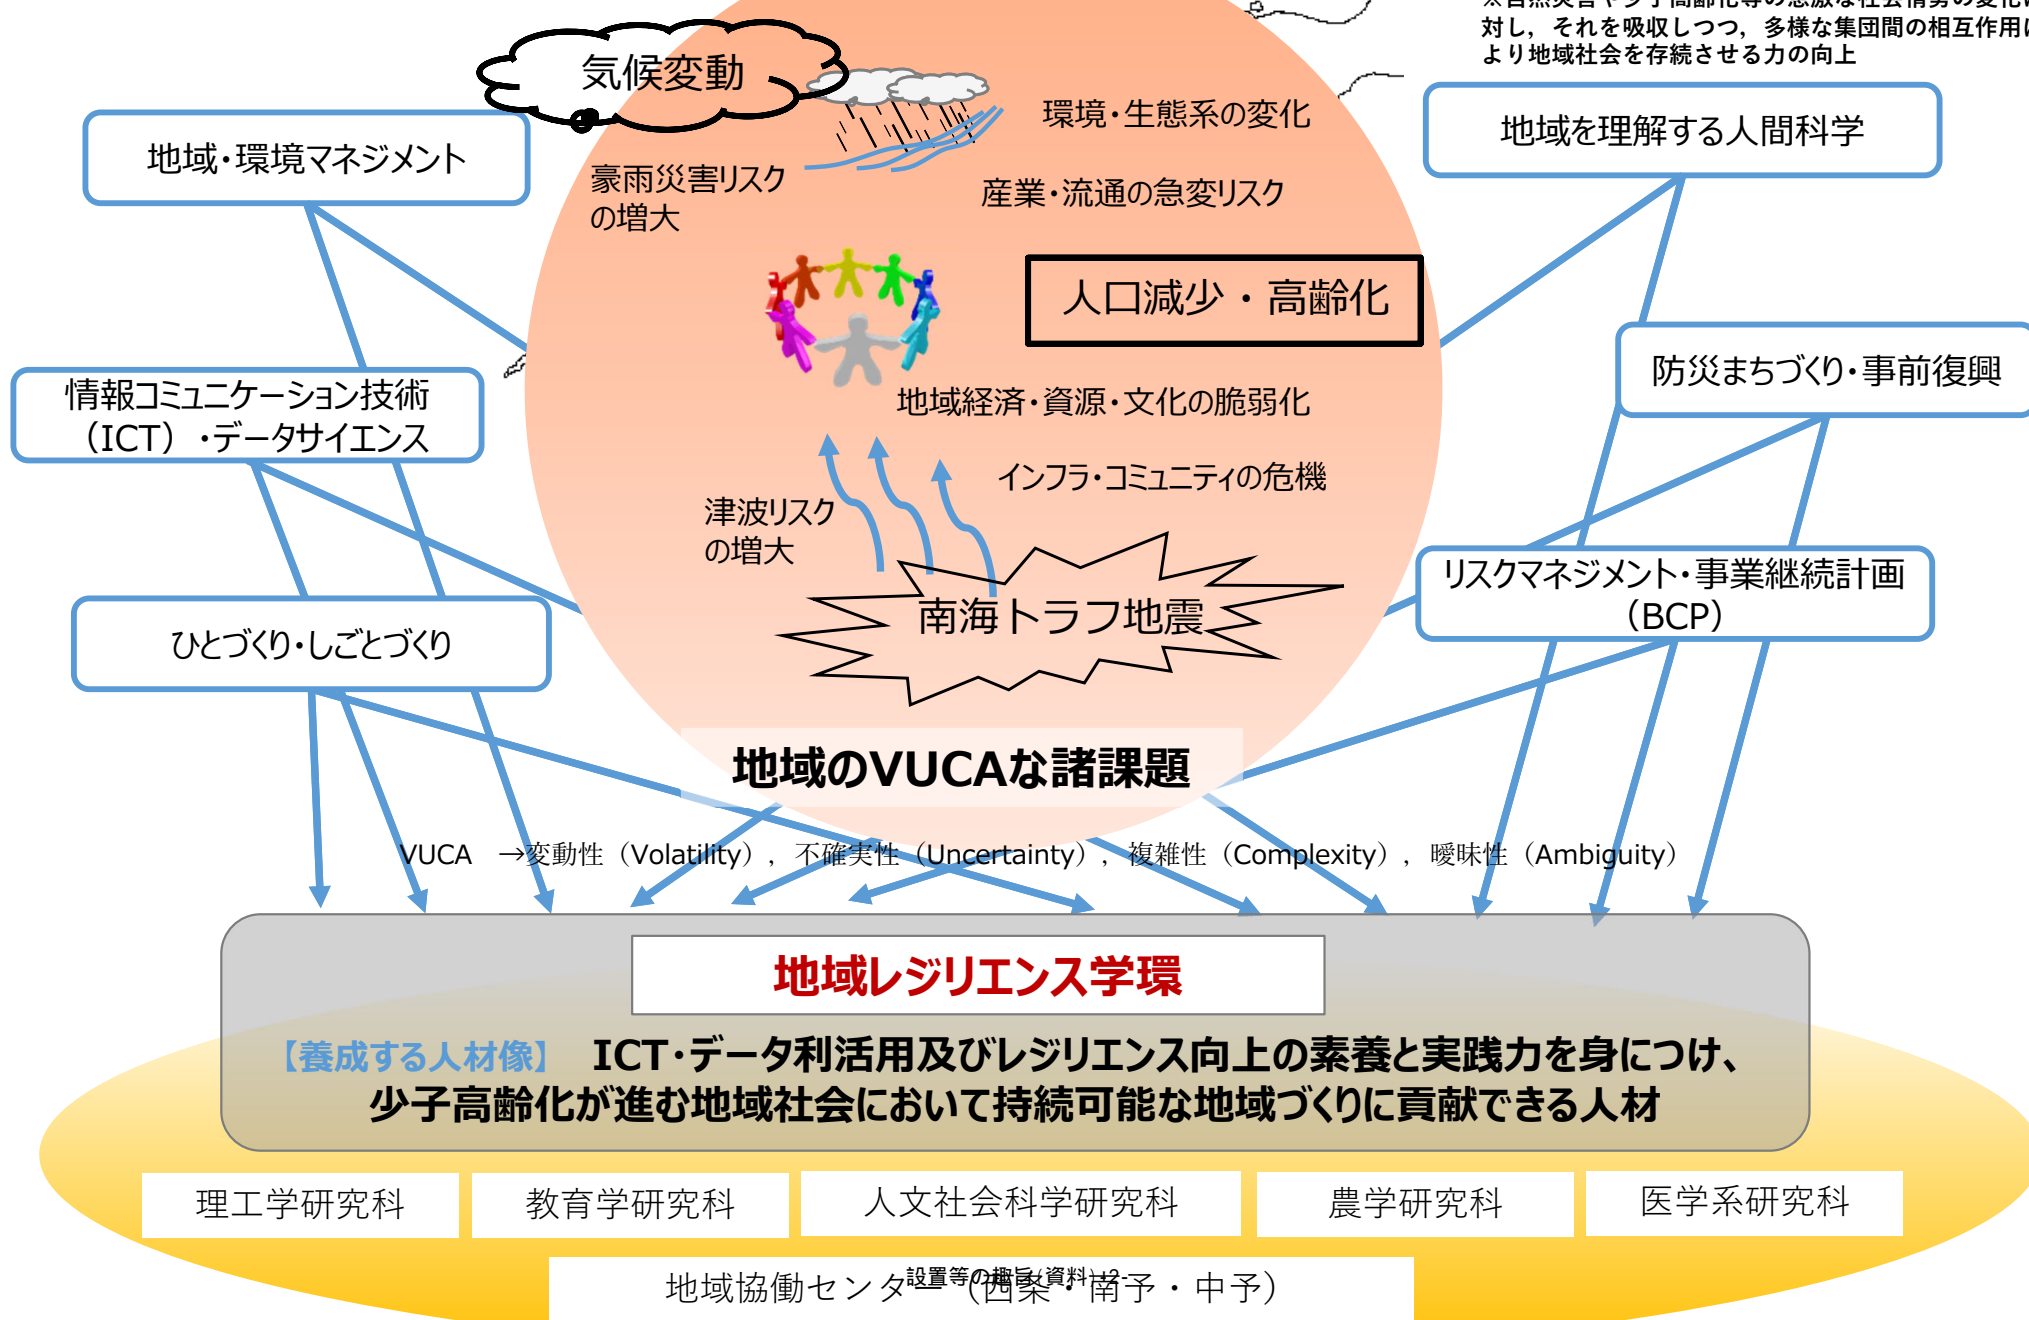 ※自然災害や少子高齢化等の急激な社会情勢の変化に
対し，それを吸収しつつ，多様な集団間の相互作用に
より地域社会を存続させる力の向上
気候変動
環境・生態系の変化
地域・環境マネジメント
地域を理解する人間科学
豪雨災害リスク
の増大
産業・流通の急変リスク
人口減少・高齢化
防災まちづくり・事前復興
情報コミュニケーション技術
（ICT）・データサイエンス
地域経済・資源・文化の脆弱化
インフラ・コミュニティの危機
津波リスク
の増大
リスクマネジメント・事業継続計画
（BCP）
南海トラフ地震
ひとづくり・しごとづくり
地域のVUCAな諸課題
VUCA　→変動性（Volatility），不確実性（Uncertainty），複雑性（Complexity），曖昧性（Ambiguity）
地域レジリエンス学環
【養成する人材像】　ICT・データ利活用及びレジリエンス向上の素養と実践力を身につけ、
少子高齢化が進む地域社会において持続可能な地域づくりに貢献できる人材
理工学研究科
教育学研究科
人文社会科学研究科
農学研究科
医学系研究科
地域協働センター（西条・南予・中予）
設置等の趣旨(資料)-2-